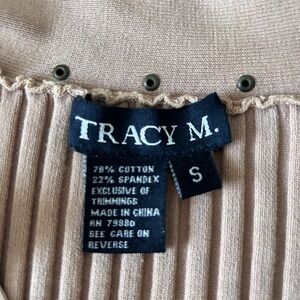 TRACY M.
S
78% COTTON
22% SPANDEX
EXCLUSIVE OF
TRIMMINGS
MADE IN CHINA
RN 79880
SEE CARE ON
REVERSE